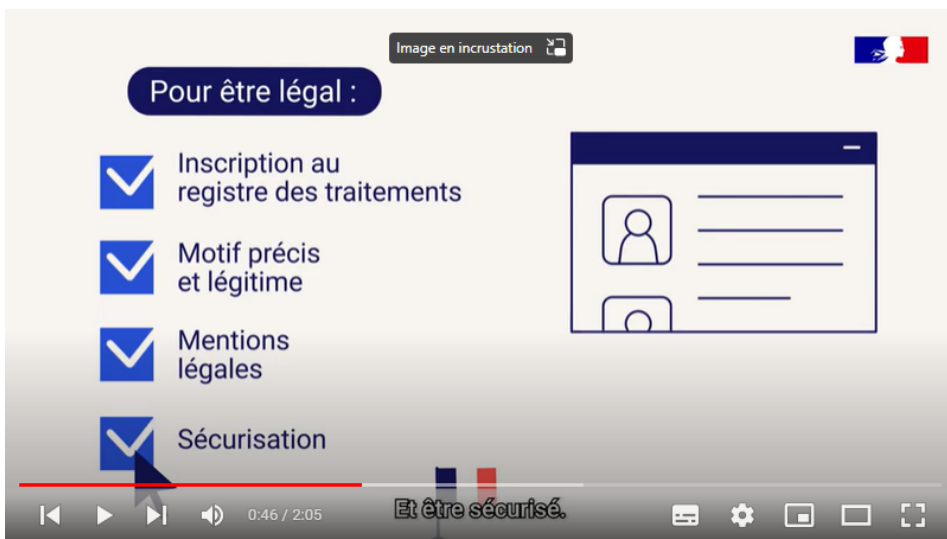 Image en incrustation
Pour être légal :
Inscription au
registre des traitements
Motif précis
et légitime
Mentions
légales
Sécurisation
0:46 / 2:05
Et être sécurisé.